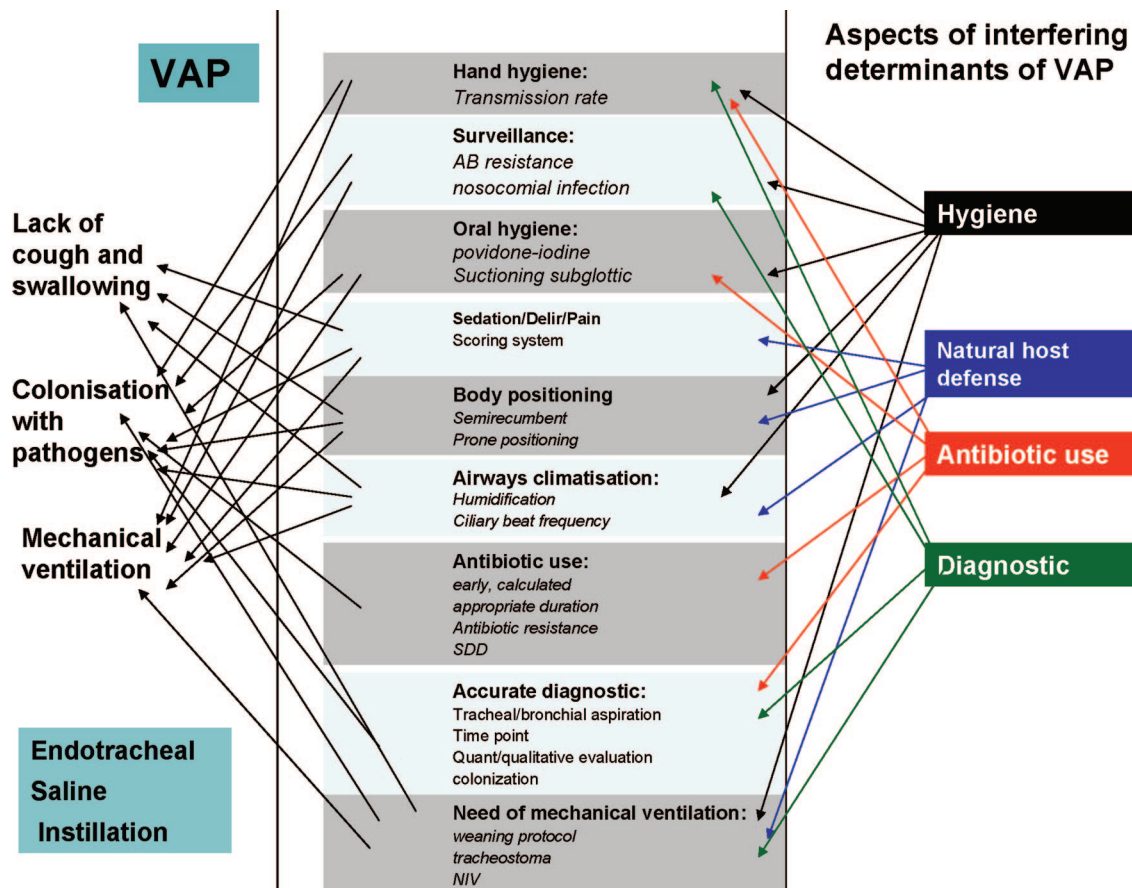 VAP
Lack of
cough and
swallowing
Colonisation
with
pathogens
Mechanical
ventilation
Endotracheal
Saline
Instillation
Hand hygiene:
Transmission rate
Surveillance:
AB resistance
nosocomial infection
Oral hygiene:
povidone-iodine
Suctioning subglottic
Sedation/Delir/Pain
Scoring system
Body positioning
Semirecumbent
Prone positioning
Airways climatisation:
Humidification
Ciliary beat frequency
Antibiotic use:
early, calculated
appropriate duration
Antibiotic resistance
SDD
Accurate diagnostic:
Tracheal/bronchial aspiration
Time point
Quant/qualitative evaluation
colonization
Need of mechanical ventilation:
weaning protocol
tracheostoma
NIV
Aspects of interfering
determinants of VAP
Hygiene
Natural host
defense
Antibiotic use
Diagnostic